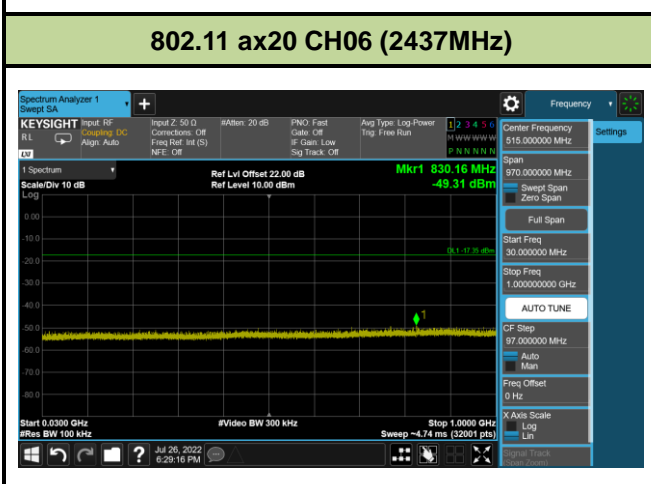 802.11 ax20 CH06 (2437MHz)
Spectrum Analyzer 1
Swept SA
Frequency
KEYSIGHT
RL
LXI
Input: RF
Coupling: DC
Align: Auto
Input Z: 50 Ω
Corrections: Off
Freq Ref: Int (S)
NFE: Off
#Atten: 20 dB
PNO: Fast
Gate: Off
IF Gain: Low
Sig Track: Off
Avg Type: Log-Power
Trig: Free Run
1 2 3 4 5 6
M W W W W W
P N N N N N
Center Frequency
515.000000 MHz
Settings
1 Spectrum
Scale/Div 10 dB
Log
Ref Lvl Offset 22.00 dB
Ref Level 10.00 dBm
Mkr1 830.16 MHz
-49.31 dBm
Span
970.000000 MHz
Swept Span
Zero Span
Full Span
Start Freq
30.000000 MHz
Stop Freq
1.000000000 GHz
AUTO TUNE
CF Step
97.000000 MHz
Auto
Man
Freq Offset
0 Hz
X Axis Scale
Log
Lin
Signal Track
(Span Zoom)
0.00
-10.0
DL1 -17.35 dBm
-20.0
-30.0
-40.0
1
-50.0
-60.0
-70.0
-80.0
Start 0.0300 GHz
#Res BW 100 kHz
#Video BW 300 kHz
Stop 1.0000 GHz
Sweep ~4.74 ms (32001 pts)
?
Jul 26, 2022
6:29:16 PM